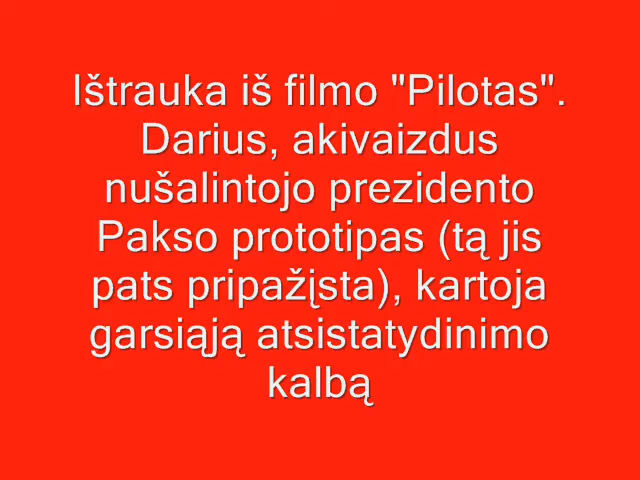 Ištrauka iš filmo "Pilotas".
Darius, akivaizdus
nušalintojo prezidento
Pakso prototipas (tą jis
pats pripažįsta), kartoja
garsiąją atsistatydinimo
kalbą